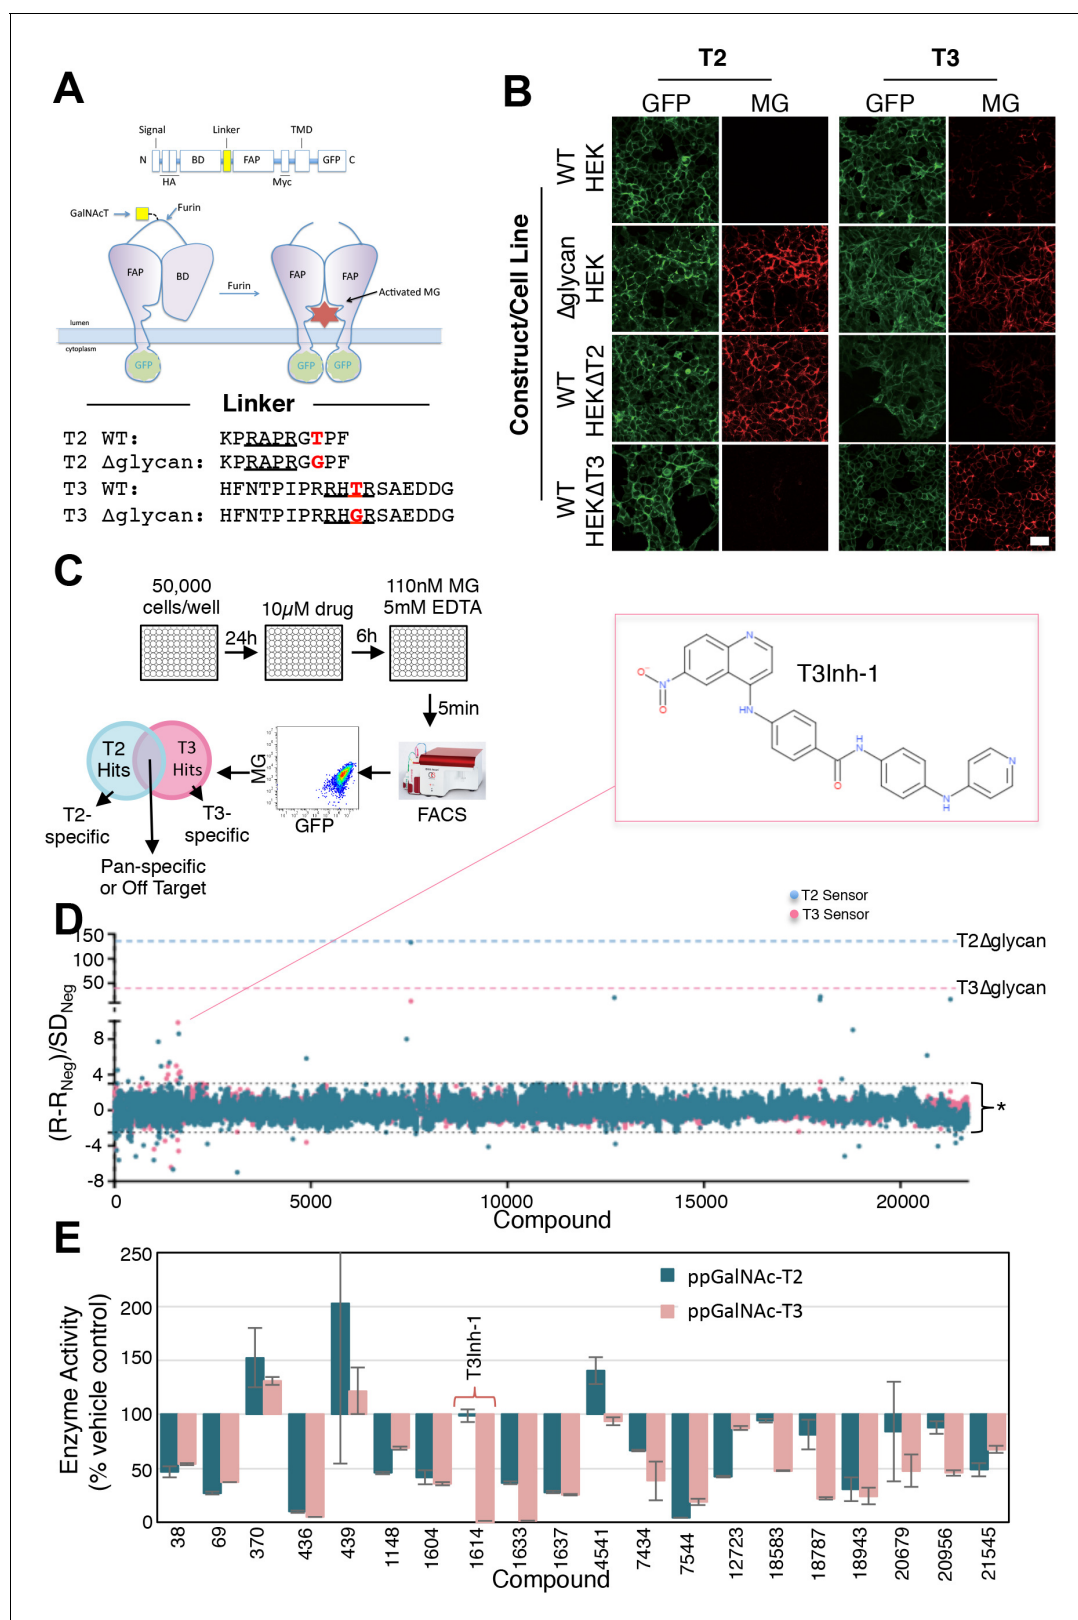 A
Signal
Linker
TMD
N
BD
FAP
GFP
C
HA
Myc
GalNAcT
Furin
FAP
BD
FAP
FAP
Furin
Activated MG
lumen
cytoplasm
GFP
GFP
GFP
Linker
T2 WT: KPRAPRGTPF
T2 Δglycan: KPRAPRGGPF
T3 WT: HFNTPIPRRHTRSAEDDG
T3 Δglycan: HFNTPIPRRHGRSAEDDG
B
T2
T3
GFP
MG
GFP
MG
Construct/Cell Line
WT
HEK
Δglycan
HEK
WT
HEKΔT2
WT
HEKΔT3
C
50,000
cells/well
24h
10µM drug
6h
110nM MG
5mM EDTA
5min
FACS
MG
GFP
T2
Hits
T3
Hits
T2-
specific
T3-
specific
Pan-specific
or Off Target
T3Inh-1
N
O⁻
N⁺
O
HN
H
N
O
N
H
N
D
T2 Sensor
T3 Sensor
(R-RNeg)/SDNeg
150
100
50
8
4
0
-4
-8
T2Δglycan
T3Δglycan
*
0
5000
10000
15000
20000
Compound
E
Enzyme Activity
(% vehicle control)
250
200
150
100
50
0
ppGalNAc-T2
ppGalNAc-T3
T3Inh-1
38
69
370
436
439
1148
1604
1614
1633
1637
4541
7434
7544
12723
18583
18787
18943
20679
20956
21545
Compound